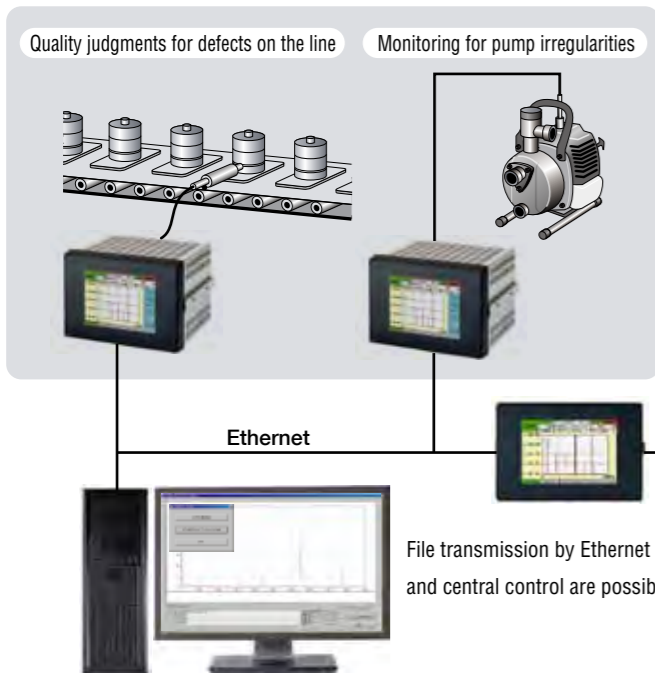 Quality judgments for defects on the line
Monitoring for pump irregularities
Ethernet
File transmission by Ethernet
and central control are possib